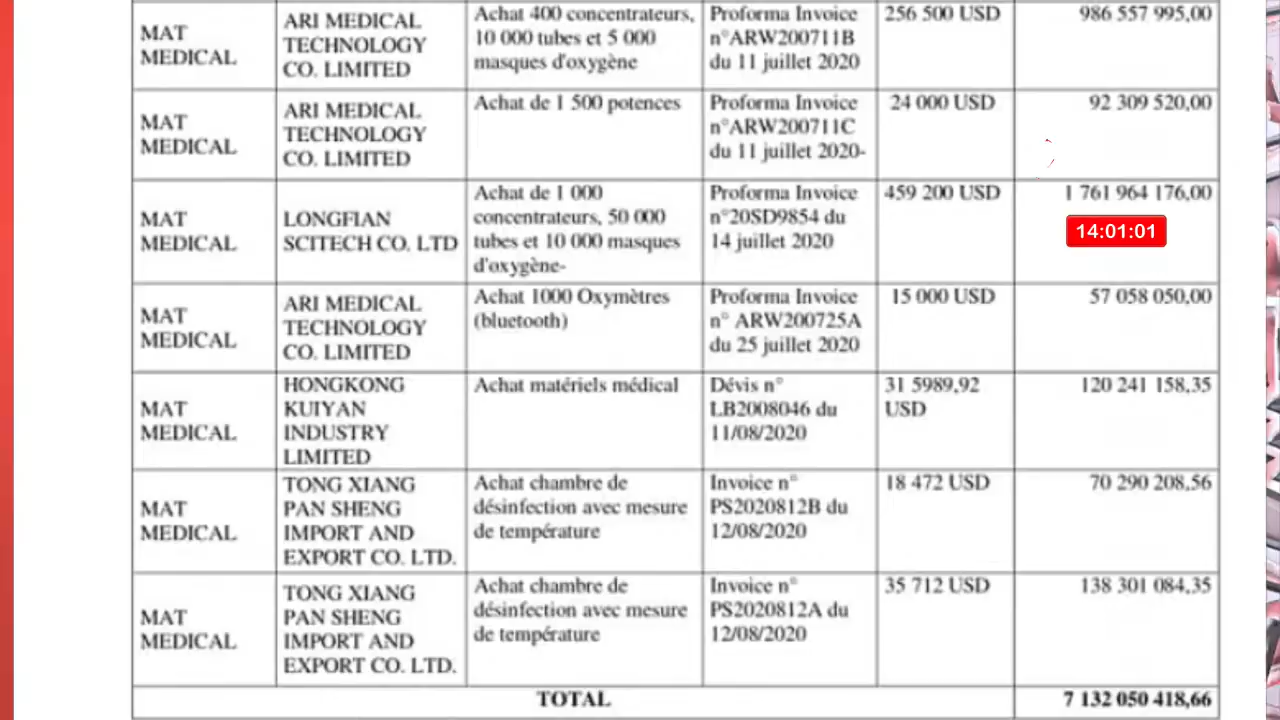 MAT
MEDICAL
ARI MEDICAL
TECHNOLOGY
CO. LIMITED
Achat 400 concentrateurs,
10 000 tubes et 5 000
masques d'oxygène
Proforma Invoice
n°ARW200711B
du 11 juillet 2020
256 500 USD
986 557 995,00
MAT
MEDICAL
ARI MEDICAL
TECHNOLOGY
CO. LIMITED
Achat de 1 500 potences
Proforma Invoice
n°ARW200711C
du 11 juillet 2020-
24 000 USD
92 309 520,00
MAT
MEDICAL
LONGFIAN
SCITECH CO. LTD
Achat de 1 000
concentrateurs, 50 000
tubes et 10 000 masques
d'oxygène-
Proforma Invoice
n°20SD9854 du
14 juillet 2020
459 200 USD
1 761 964 176,00
14:01:01
MAT
MEDICAL
ARI MEDICAL
TECHNOLOGY
CO. LIMITED
Achat 1000 Oxymètres
(bluetooth)
Proforma Invoice
n° ARW200725A
du 25 juillet 2020
15 000 USD
57 058 050,00
MAT
MEDICAL
HONGKONG
KUIYAN
INDUSTRY
LIMITED
Achat matériels médical
Dévis n°
LB2008046 du
11/08/2020
31 5989,92
USD
120 241 158,35
MAT
MEDICAL
TONG XIANG
PAN SHENG
IMPORT AND
EXPORT CO. LTD.
Achat chambre de
désinfection avec mesure
de température
Invoice n°
PS2020812B du
12/08/2020
18 472 USD
70 290 208,56
MAT
MEDICAL
TONG XIANG
PAN SHENG
IMPORT AND
EXPORT CO. LTD.
Achat chambre de
désinfection avec mesure
de température
Invoice n°
PS2020812A du
12/08/2020
35 712 USD
138 301 084,35
TOTAL
7 132 050 418,66